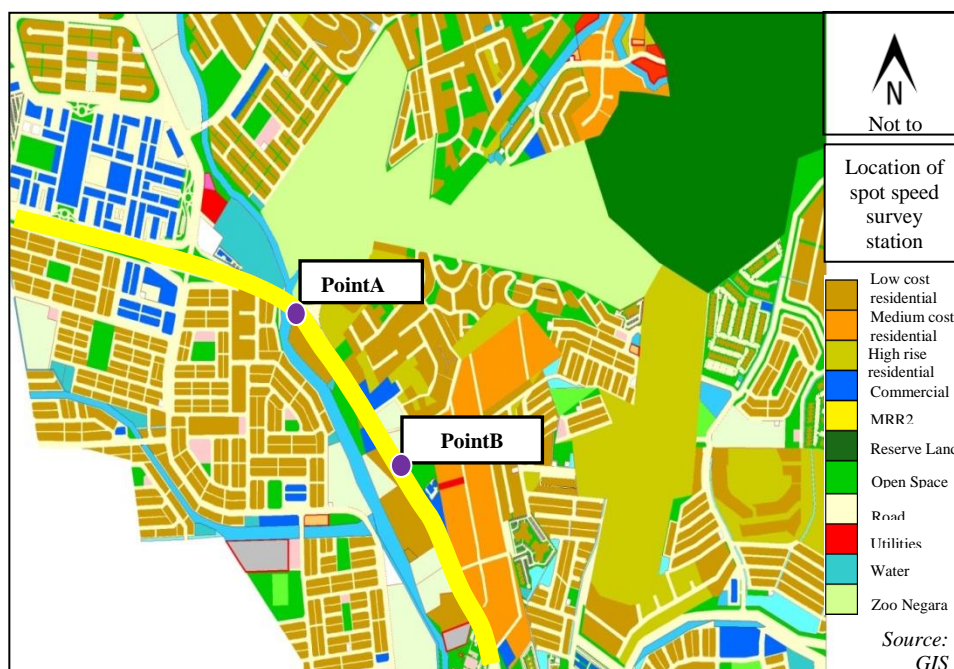 N
Not to
Location of
spot speed
survey
station
PointA
PointB
Low cost
residential
Medium cost
residential
High rise
residential
Commercial
MRR2
Reserve Land
Open Space
Road
Utilities
Water
Zoo Negara
Source:
GIS